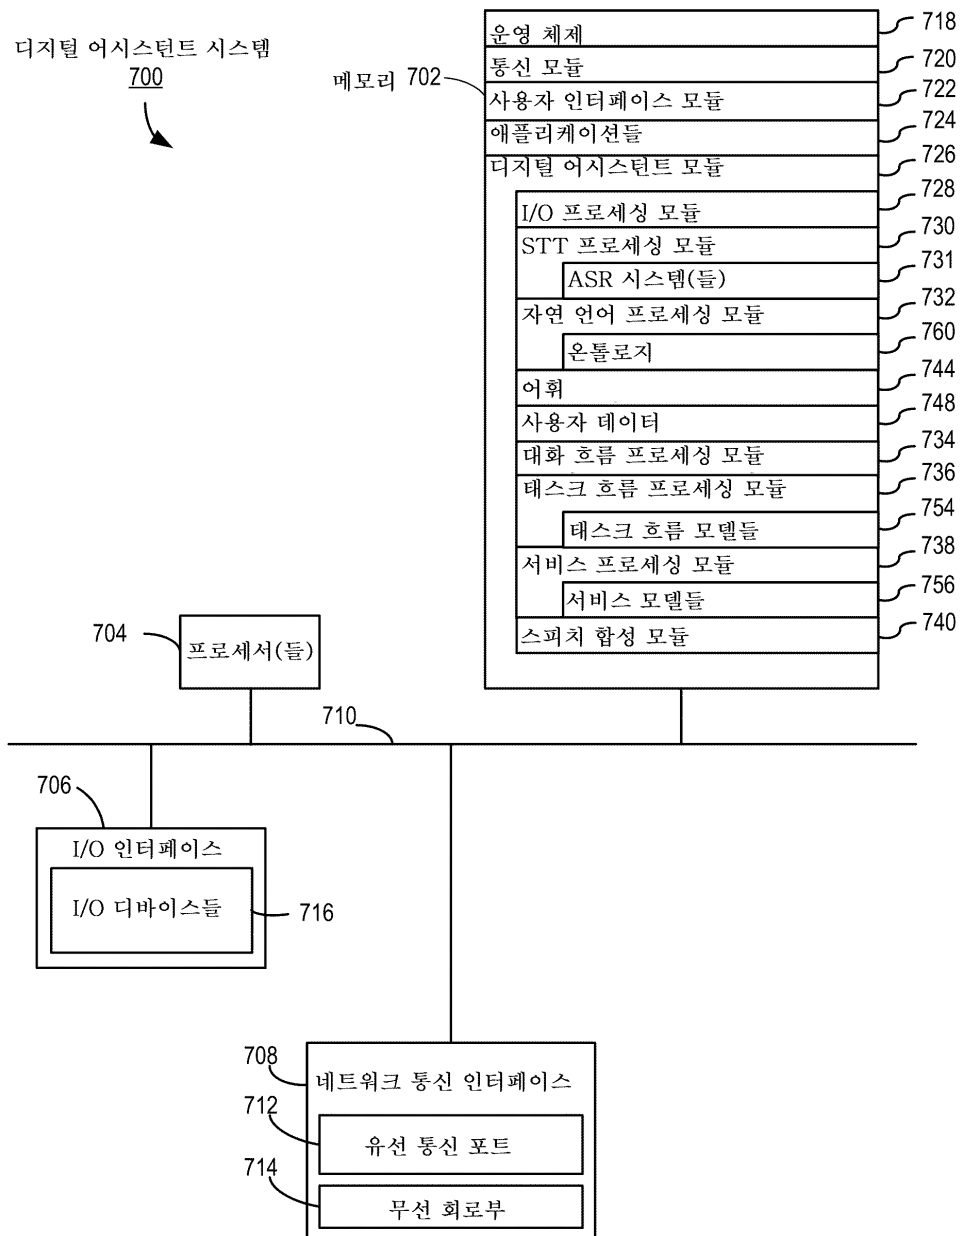 디지털 어시스턴트 시스템
700
메모리 702
운영 체제 718
통신 모듈 720
사용자 인터페이스 모듈 722
애플리케이션들 724
디지털 어시스턴트 모듈 726
I/O 프로세싱 모듈 728
STT 프로세싱 모듈 730
ASR 시스템(들) 731
자연 언어 프로세싱 모듈 732
온톨로지 760
어휘 744
사용자 데이터 748
대화 흐름 프로세싱 모듈 734
태스크 흐름 프로세싱 모듈 736
태스크 흐름 모델들 754
서비스 프로세싱 모듈 738
서비스 모델들 756
스피치 합성 모듈 740
704
프로세서(들)
710
706
I/O 인터페이스
I/O 디바이스들 716
708
네트워크 통신 인터페이스
712
유선 통신 포트
714
무선 회로부